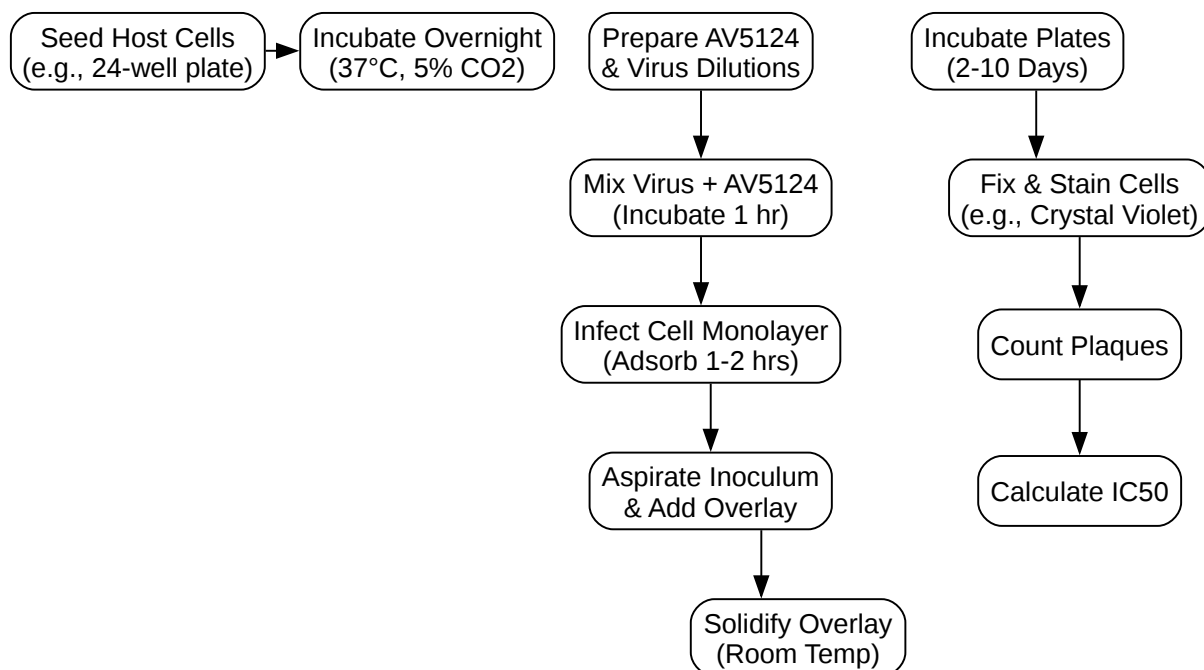 Seed Host Cells
(e.g., 24-well plate)
Incubate Overnight
(37°C, 5% CO2)
Prepare AV5124
& Virus Dilutions
Mix Virus + AV5124
(Incubate 1 hr)
Infect Cell Monolayer
(Adsorb 1-2 hrs)
Aspirate Inoculum
& Add Overlay
Solidify Overlay
(Room Temp)
Incubate Plates
(2-10 Days)
Fix & Stain Cells
(e.g., Crystal Violet)
Count Plaques
Calculate IC50